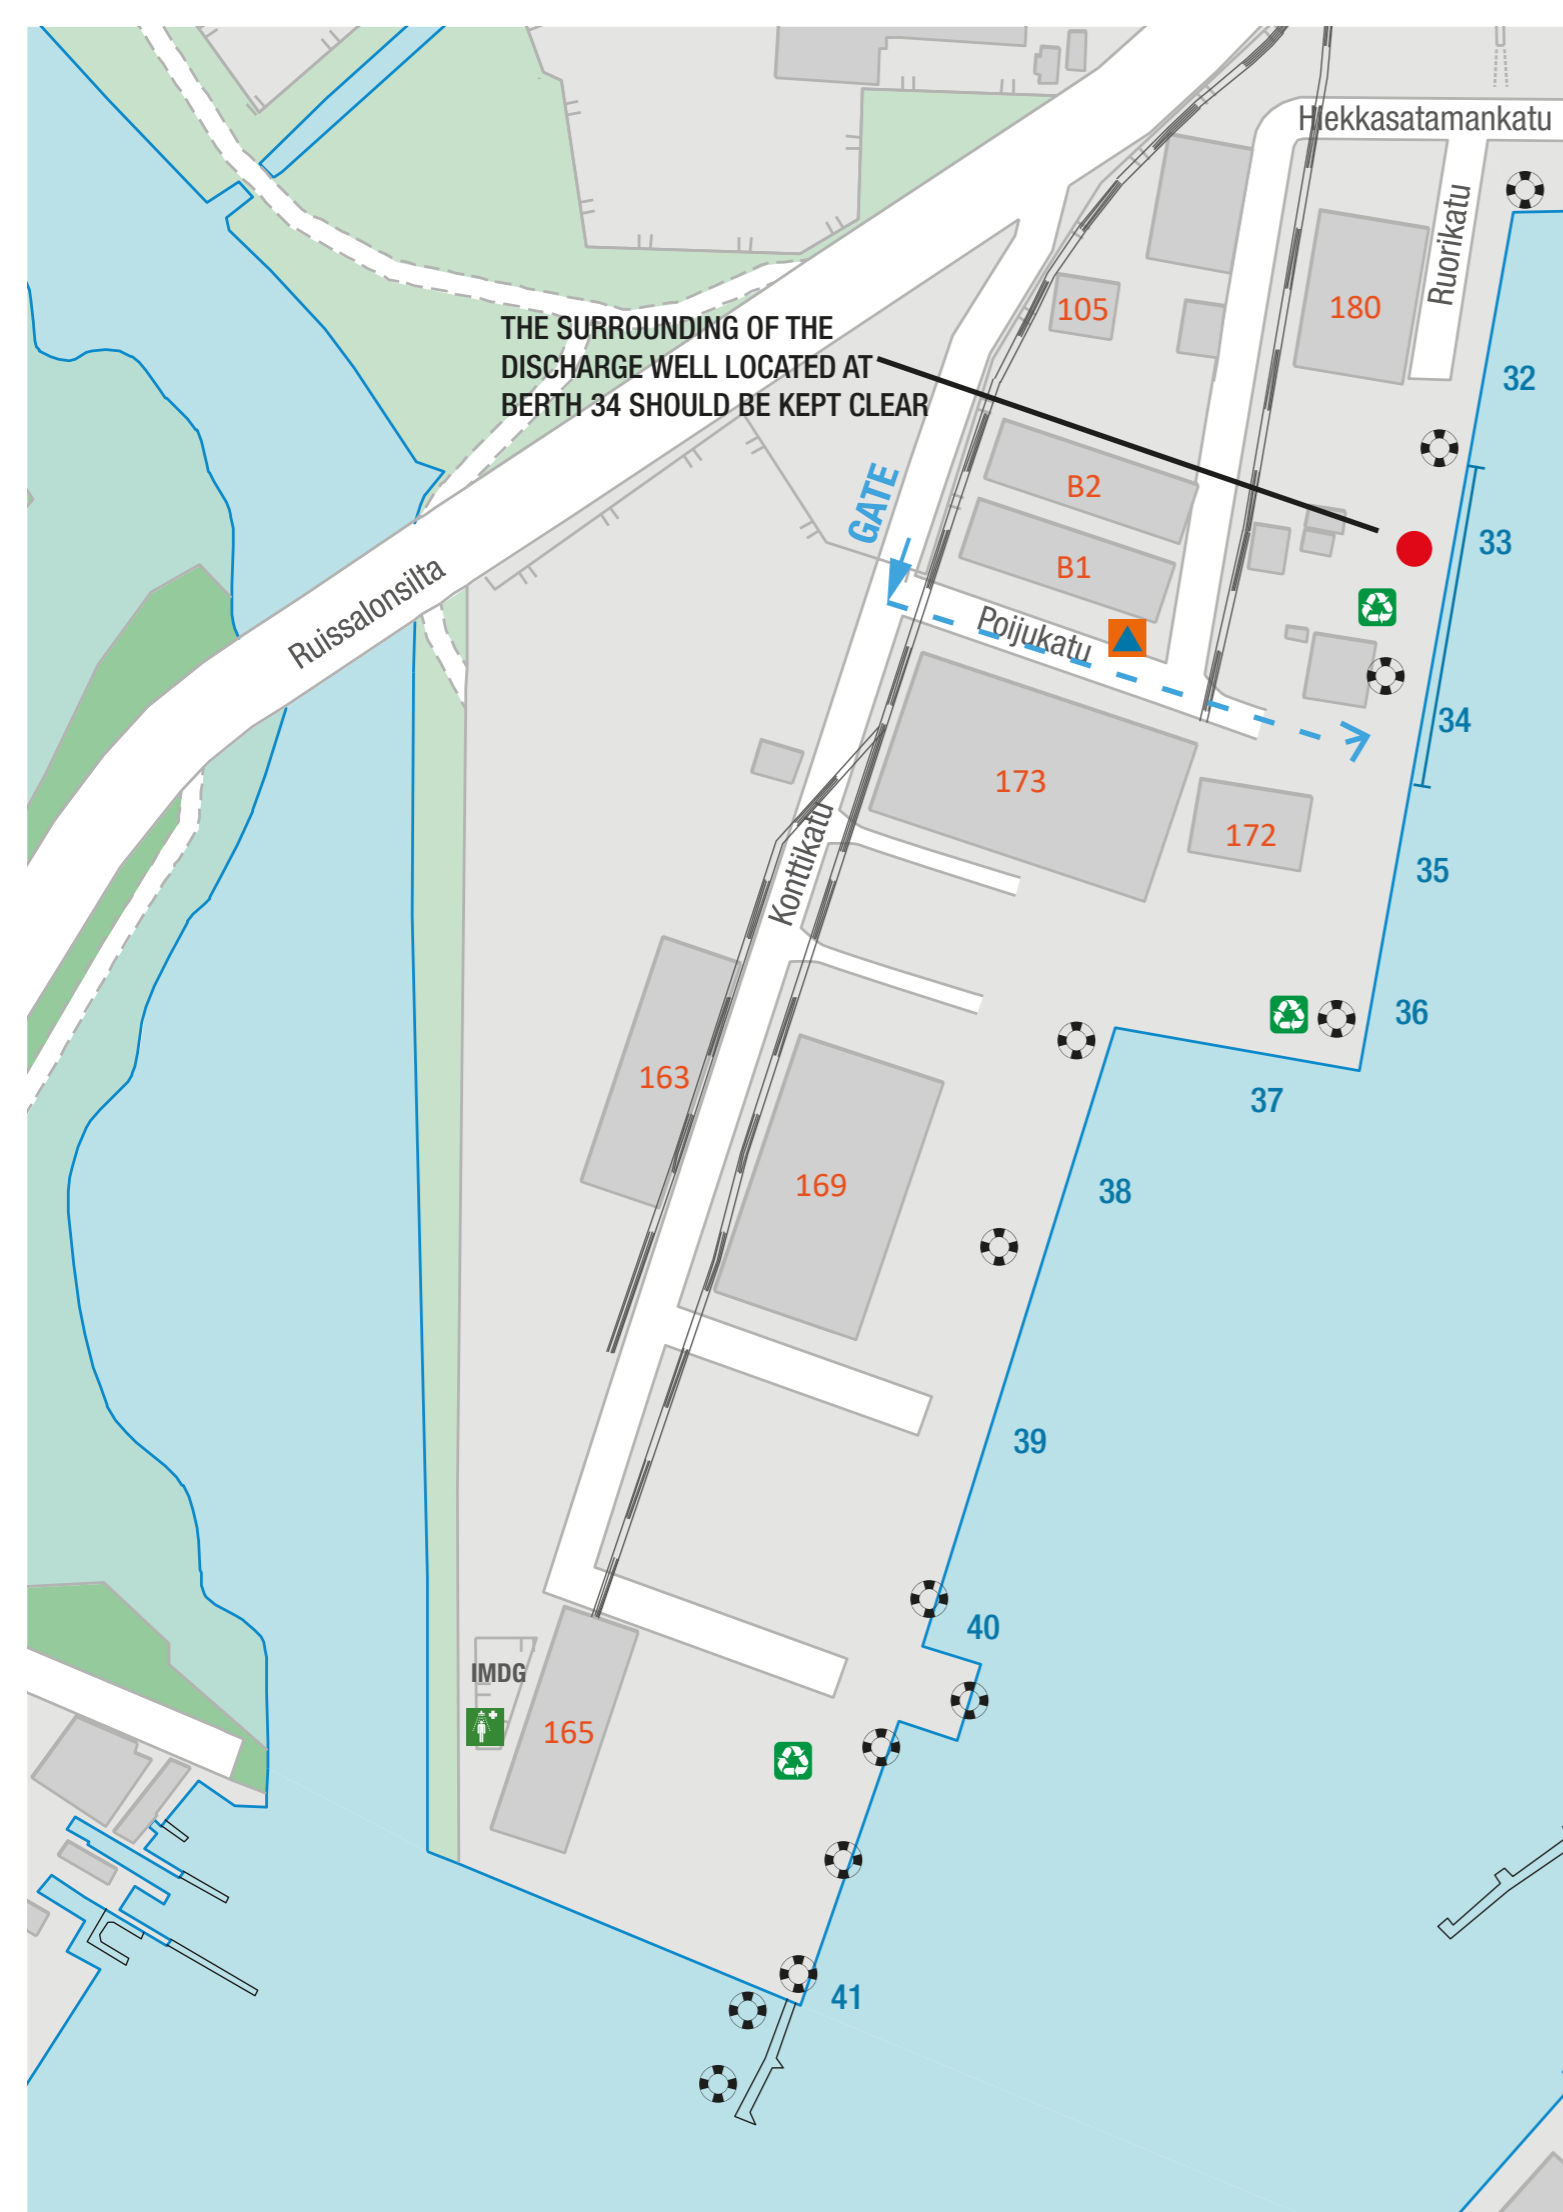 Hiekkasatamankatu
Ruorikatu
105
180
THE SURROUNDING OF THE
DISCHARGE WELL LOCATED AT
BERTH 34 SHOULD BE KEPT CLEAR
32
GATE
B2
33
B1
Ruissalonsilta
Poijukatu
34
173
172
Konttikatu
35
36
163
37
169
38
39
40
IMDG
165
41